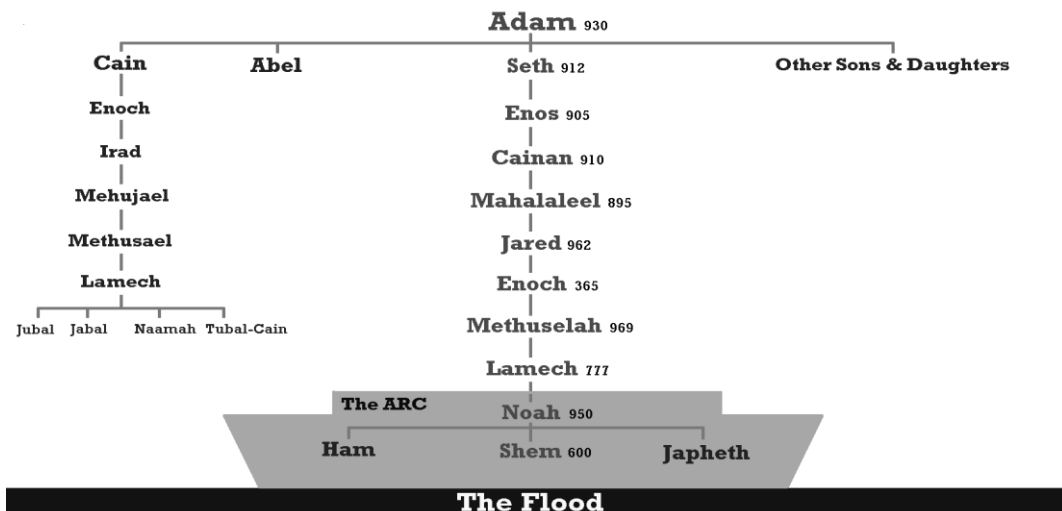 Adam 930
Cain Abel Seth 912 Other Sons & Daughters
Enoch Enos 905
Irad Cainan 910
Mehujael Mahalaleel 895
Methusael Jared 962
Lamech Enoch 365
Jubal Jabal Naamah Tubal-Cain Methuselah 969
Lamech 777
The ARC Noah 950
Ham Shem 600 Japheth
The Flood